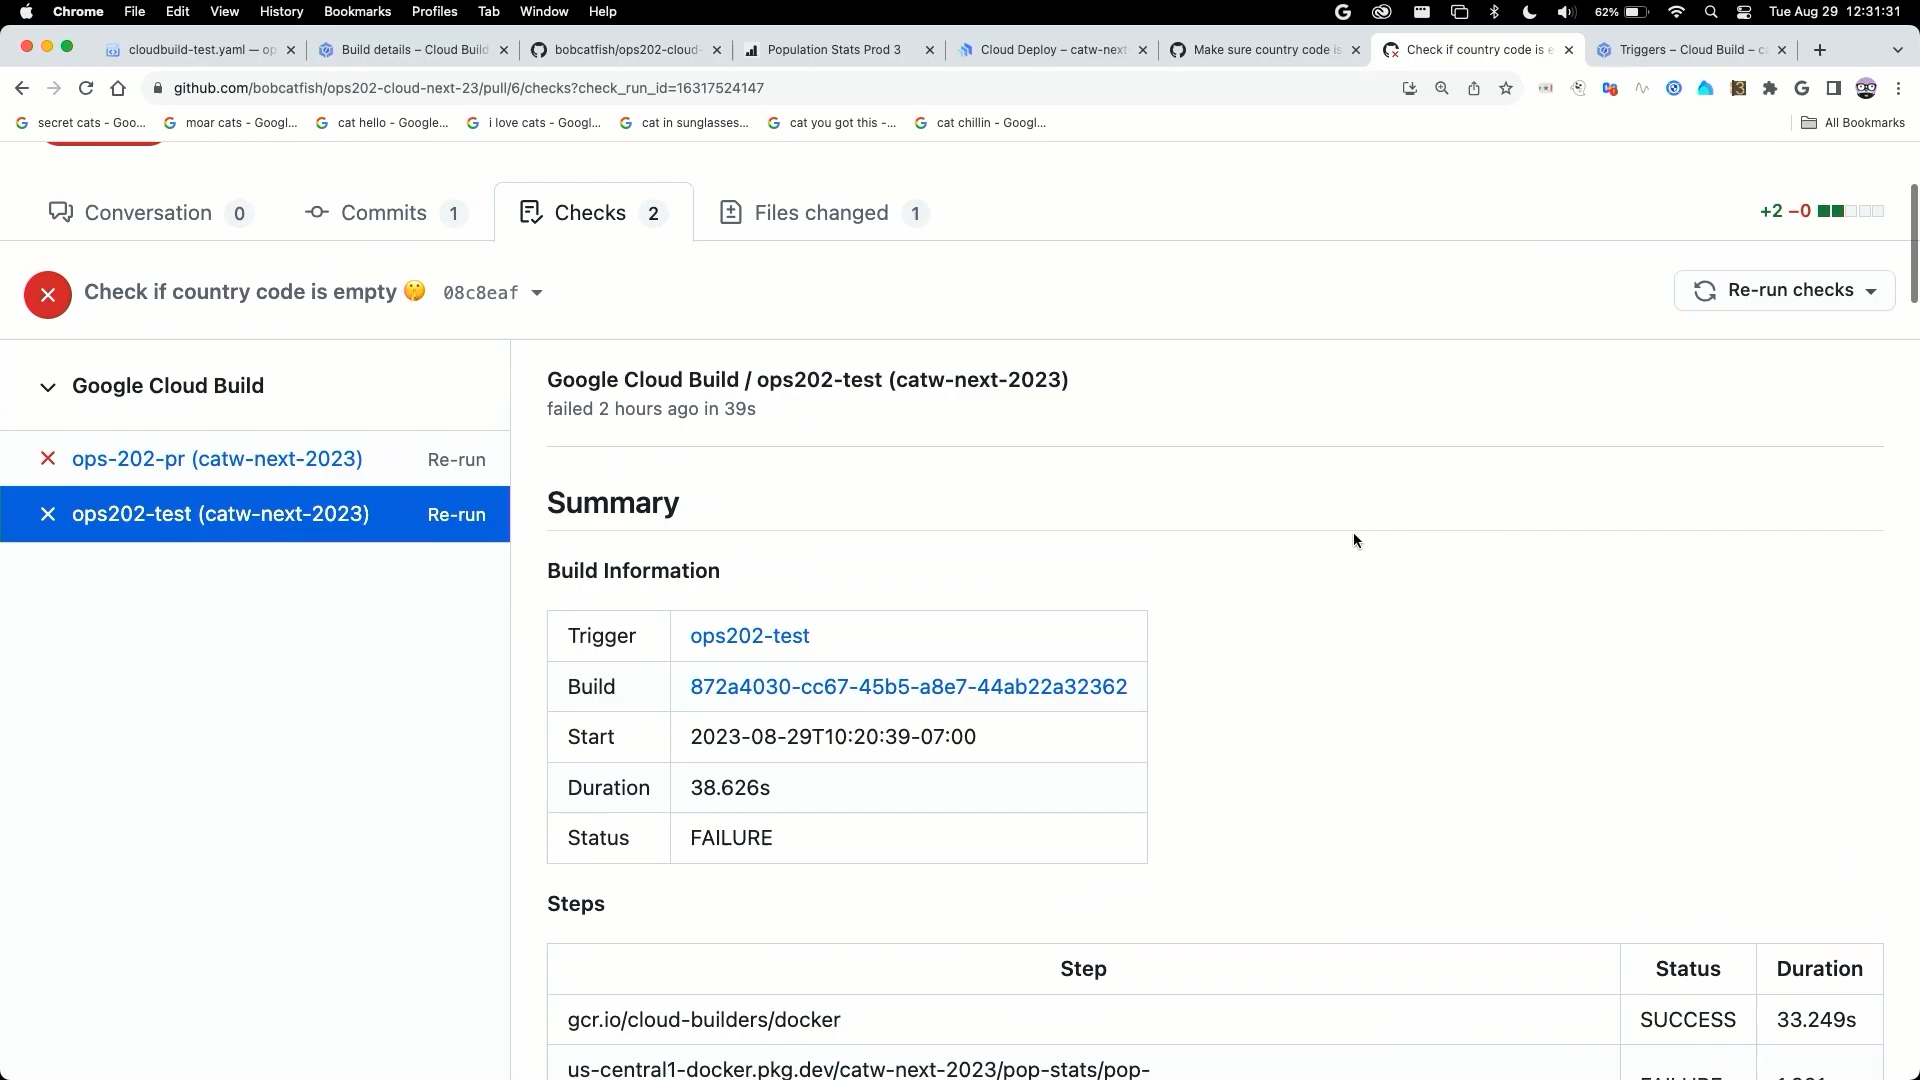 Chrome File Edit View History Bookmarks Profiles Tab Window Help
62% Tue Aug 29 12:31:31
cloudbuild-test.yaml — op
Build details – Cloud Build
bobcatfish/ops202-cloud-
Population Stats Prod 3
Cloud Deploy – catw-next
Make sure country code is
Check if country code is e
Triggers – Cloud Build – c
github.com/bobcatfish/ops202-cloud-next-23/pull/6/checks?check_run_id=16317524147
secret cats - Goo...
moar cats - Googl...
cat hello - Google...
i love cats - Googl...
cat in sunglasses...
cat you got this -...
cat chillin - Googl...
All Bookmarks
Conversation 0
Commits 1
Checks 2
Files changed 1
+2 −0
Check if country code is empty 🤫 08c8eaf
Re-run checks
Google Cloud Build
ops-202-pr (catw-next-2023) Re-run
ops202-test (catw-next-2023) Re-run
Google Cloud Build / ops202-test (catw-next-2023)
failed 2 hours ago in 39s
Summary
Build Information
Trigger ops202-test
Build 872a4030-cc67-45b5-a8e7-44ab22a32362
Start 2023-08-29T10:20:39-07:00
Duration 38.626s
Status FAILURE
Steps
Step Status Duration
gcr.io/cloud-builders/docker SUCCESS 33.249s
us-central1-docker.pkg.dev/catw-next-2023/pop-stats/pop-